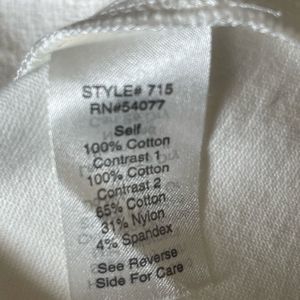 STYLE# 715
RN#54077
Self
100% Cotton
Contrast 1
100% Cotton
Contrast 2
65% Cotton
31% Nylon
4% Spandex
See Reverse
Side For Care